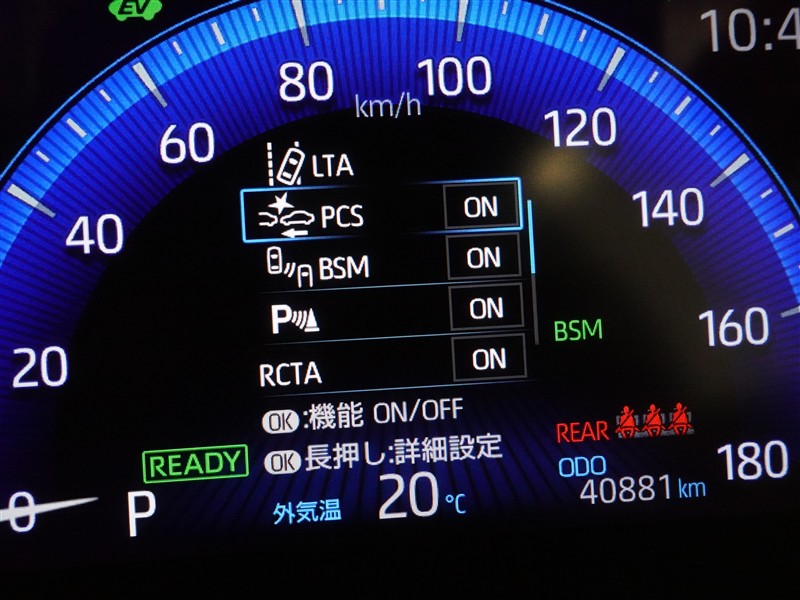 EV
10:4
80
100
km/h
60
120
LTA
40
PCS ON
140
BSM ON
P ON
BSM
160
20
RCTA ON
OK:機能 ON/OFF
REAR
READY
OK長押し:詳細設定
ODO
180
0
P
外気温 20℃
40881km